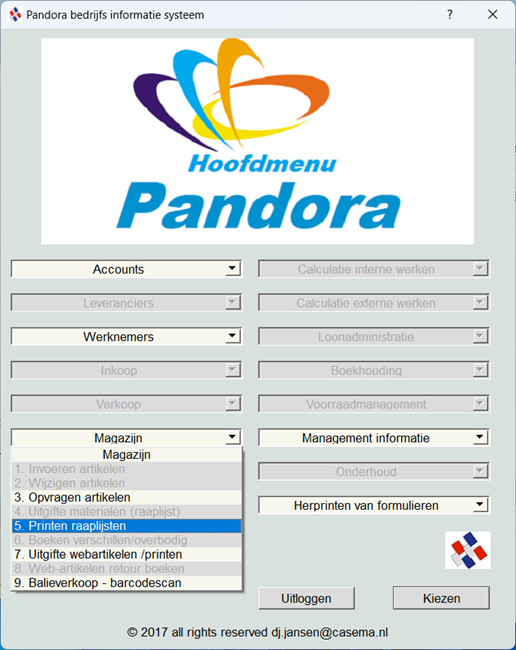 Pandora bedrijfs informatie systeem ?
Hoofdmenu
Pandora
Accounts
Calculatie interne werken
Leveranciers
Calculatie externe werken
Werknemers
Loonadministratie
Inkoop
Boekhouding
Verkoop
Voorraadmanagement
Magazijn
Management informatie
Magazijn
1. Invoeren artikelen
2. Wijzigen artikelen
3. Opvragen artikelen
4. Uitgifte materialen (raaplijst)
5. Printen raaplijsten
6. Boeken verschillen/overbodig
7. Uitgifte webartikelen /printen
8. Web-artikelen retour boeken
9. Balieverkoop - barcodescan
Onderhoud
Herprinten van formulieren
Uitloggen
Kiezen
© 2017 all rights reserved dj.jansen@casema.nl